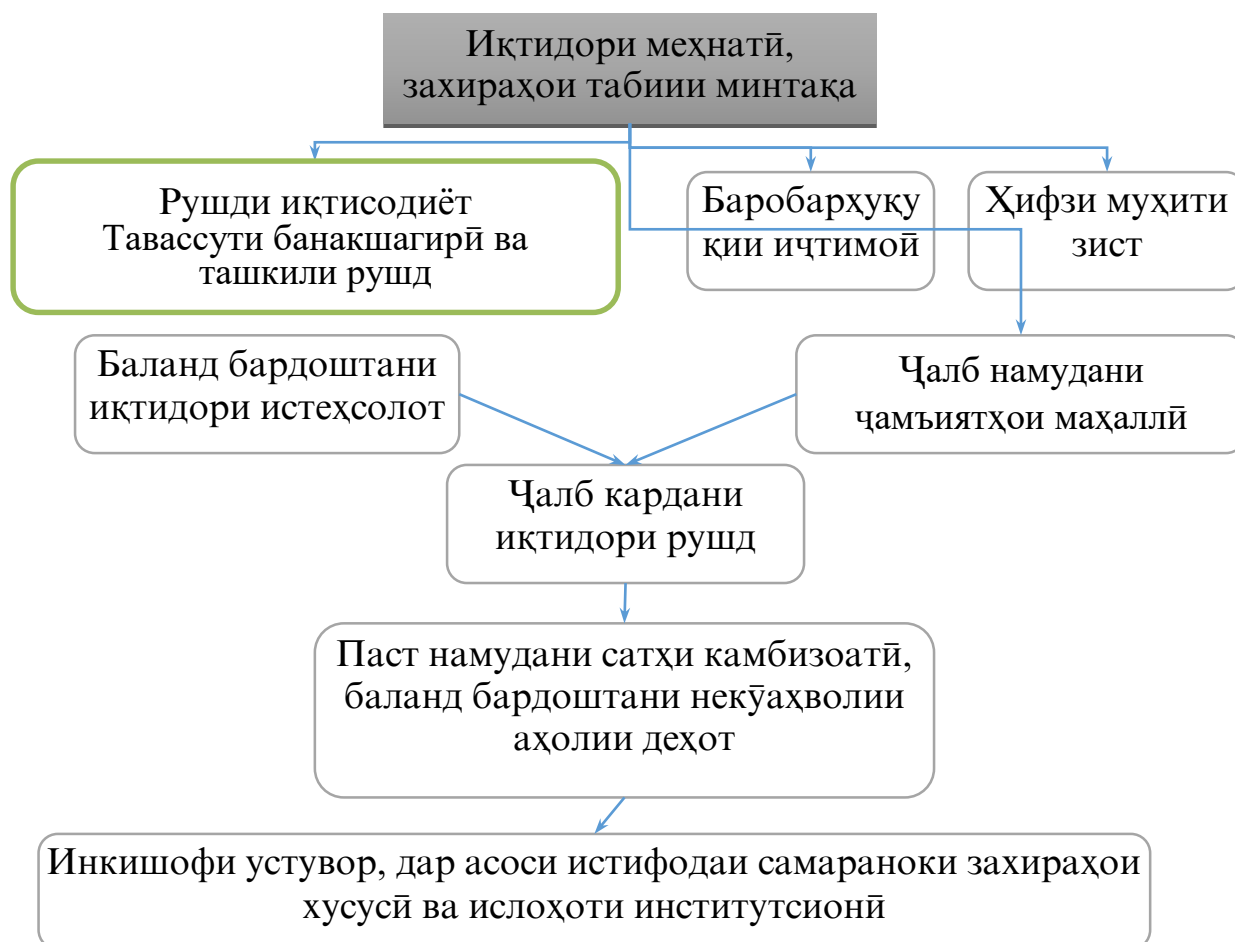 Иқтидори меҳнатӣ,
захираҳои табиии минтақа
Рушди иқтисодиёт
Тавассути банақшагирӣ ва
ташкили рушд
Баробарҳуқу
қии иҷтимоӣ
Ҳифзи муҳити
зист
Баланд бардоштани
иқтидори истеҳсолот
Ҷалб намудани
ҷамъиятҳои маҳаллӣ
Ҷалб кардани
иқтидори рушд
Паст намудани сатҳи камбизоатӣ,
баланд бардоштани некӯаҳволии
аҳолии деҳот
Инкишофи устувор, дар асоси истифодаи самараноки захираҳои
хусусӣ ва ислоҳоти институтсионӣ